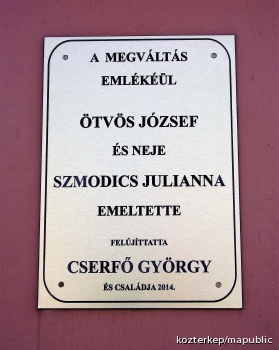 A MEGVÁLTÁS
EMLÉKÉÜL
ÖTVÖS JÓZSEF
ÉS NEJE
SZMODICS JULIANNA
EMELTETTE
FELÚJÍTTATTA
CSERFŐ GYÖRGY
ÉS CSALÁDJA 2014.
kozterkep/mapublic